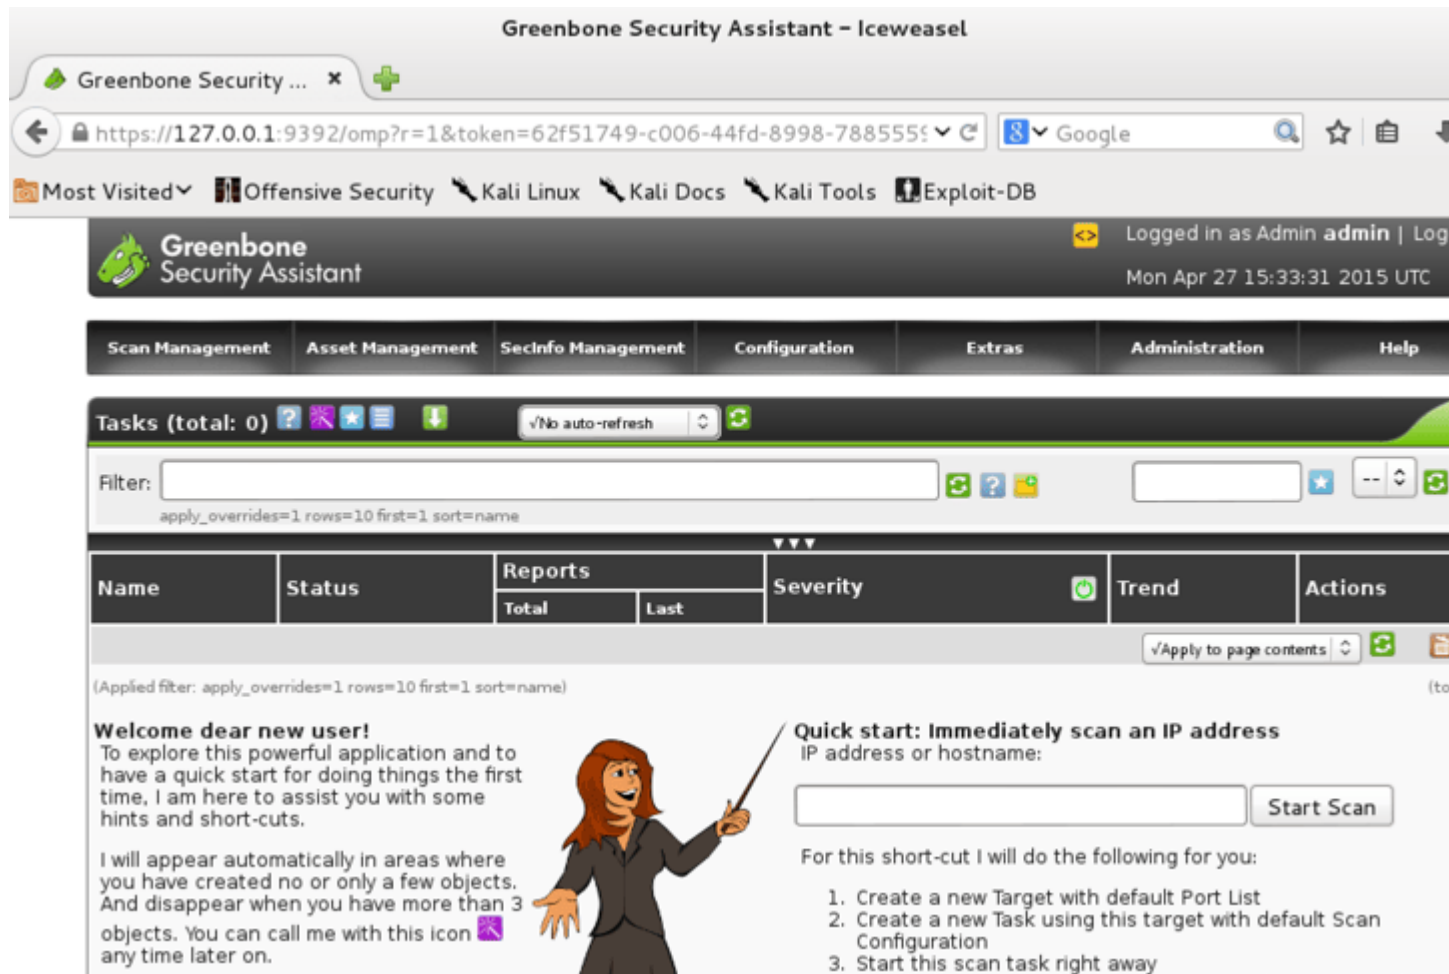 Greenbone Security Assistant - Iceweasel
Greenbone Security ...
https://127.0.0.1:9392/omp?r=1&token=62f51749-c006-44fd-8998-7885559
Google
Most Visited Offensive Security Kali Linux Kali Docs Kali Tools Exploit-DB
Greenbone
Security Assistant
Logged in as Admin admin | Log
Mon Apr 27 15:33:31 2015 UTC
Scan Management Asset Management SecInfo Management Configuration Extras Administration Help
Tasks (total: 0) √No auto-refresh
Filter: --
apply_overrides=1 rows=10 first=1 sort=name
Name Status Reports Severity Trend Actions
Total Last
√Apply to page contents
(Applied filter: apply_overrides=1 rows=10 first=1 sort=name) (to
Welcome dear new user!
To explore this powerful application and to
have a quick start for doing things the first
time, I am here to assist you with some
hints and short-cuts.
I will appear automatically in areas where
you have created no or only a few objects.
And disappear when you have more than 3
objects. You can call me with this icon
any time later on.
Quick start: Immediately scan an IP address
IP address or hostname:
Start Scan
For this short-cut I will do the following for you:
1. Create a new Target with default Port List
2. Create a new Task using this target with default Scan
Configuration
3. Start this scan task right away